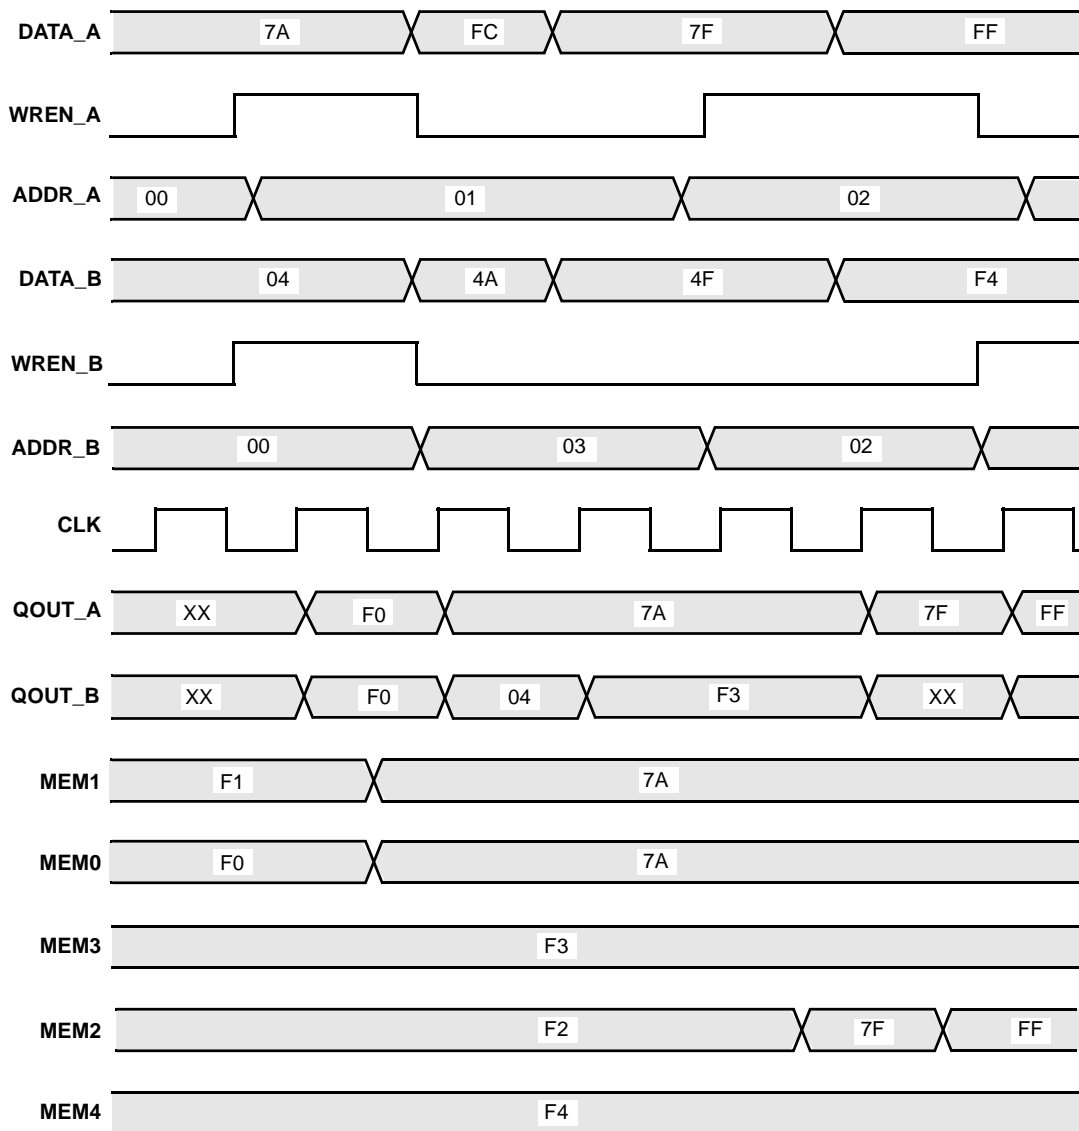 DATA_A 7A FC 7F FF
WREN_A
ADDR_A 00 01 02
DATA_B 04 4A 4F F4
WREN_B
ADDR_B 00 03 02
CLK
QOUT_A XX F0 7A 7F FF
QOUT_B XX F0 04 F3 XX
MEM1 F1 7A
MEM0 F0 7A
MEM3 F3
MEM2 F2 7F FF
MEM4 F4